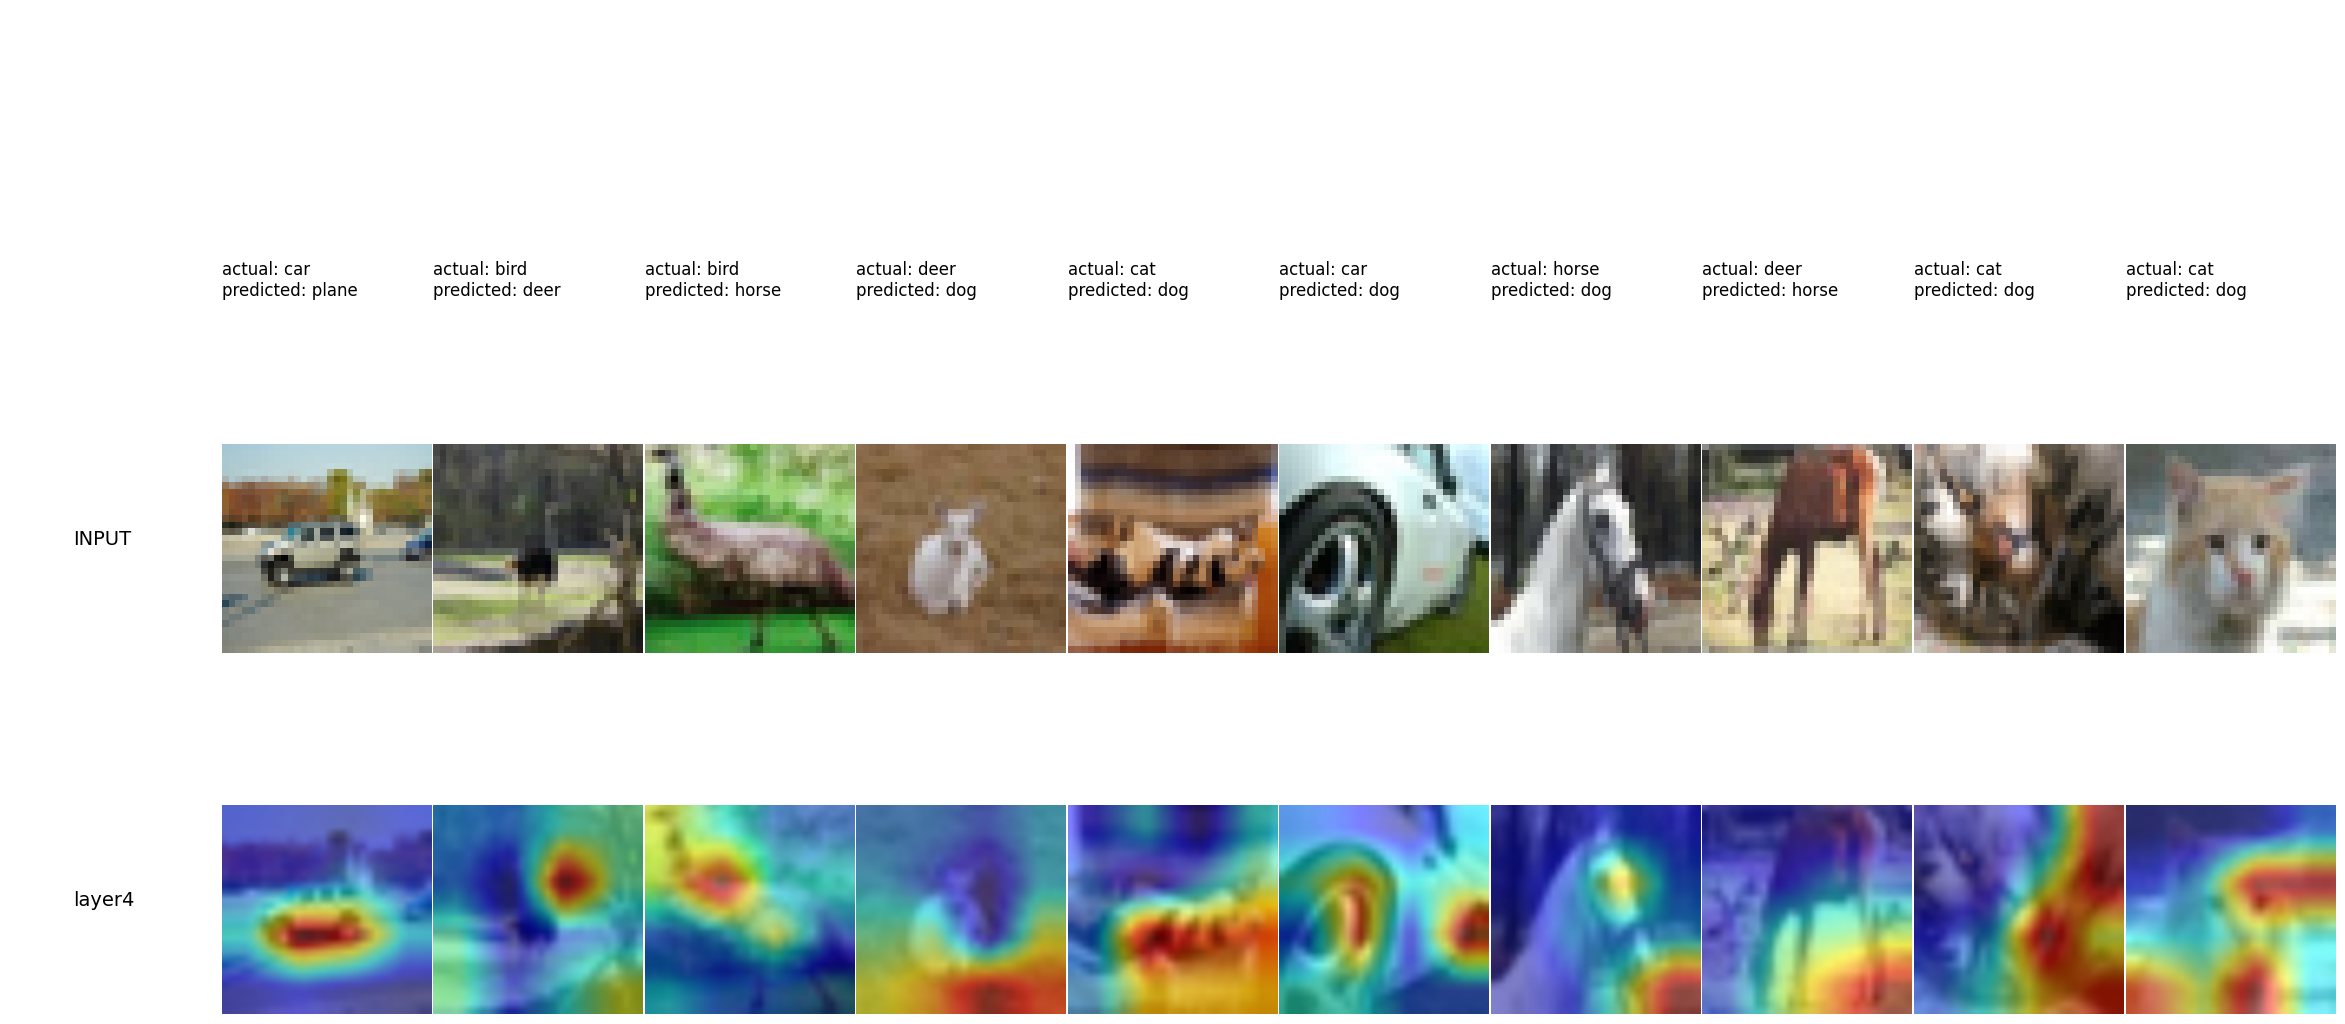 actual: car
predicted: plane
actual: bird
predicted: deer
actual: bird
predicted: horse
actual: deer
predicted: dog
actual: cat
predicted: dog
actual: car
predicted: dog
actual: horse
predicted: dog
actual: deer
predicted: horse
actual: cat
predicted: dog
actual: cat
predicted: dog
INPUT
layer4